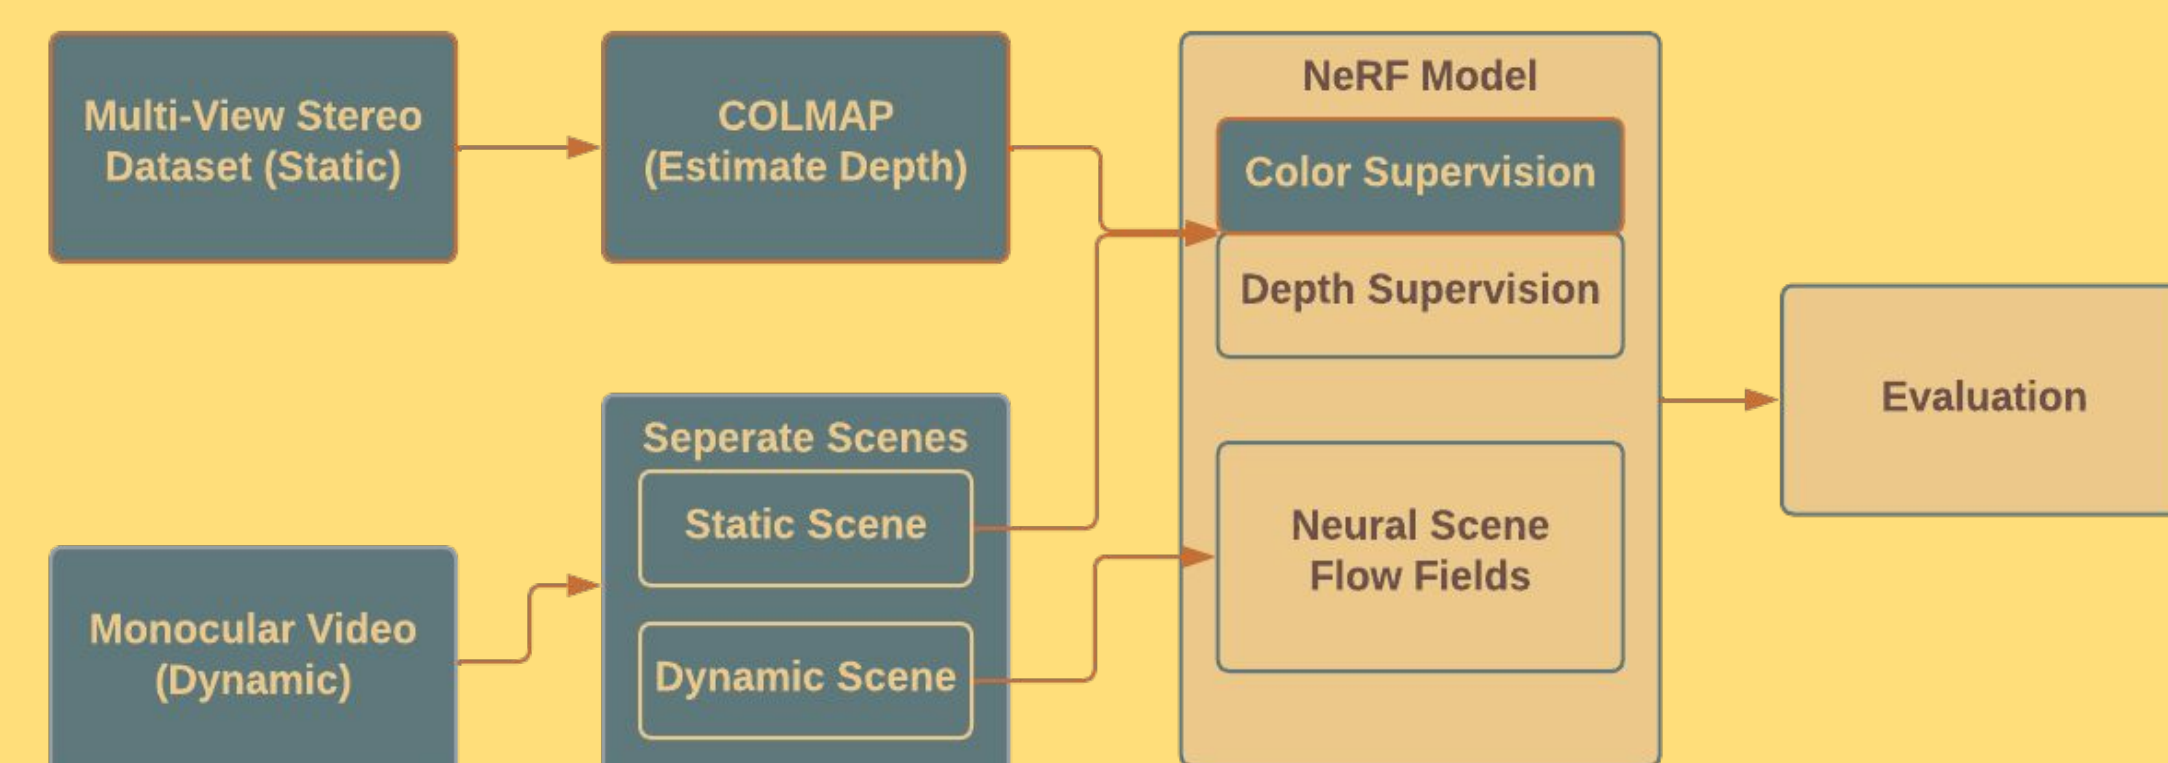 Multi-View Stereo
Dataset (Static)
COLMAP
(Estimate Depth)
NeRF Model
Color Supervision
Depth Supervision
Neural Scene
Flow Fields
Evaluation
Seperate Scenes
Static Scene
Dynamic Scene
Monocular Video
(Dynamic)